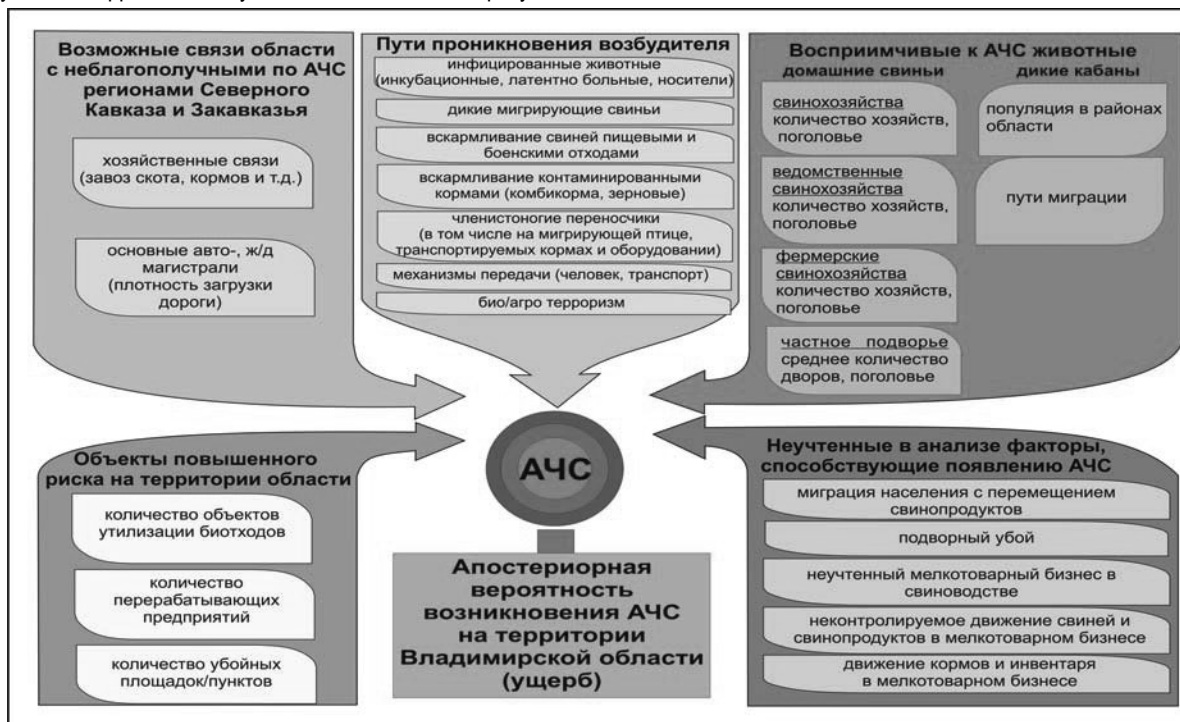 Возможные связи области
с неблагополучными по АЧС
регионами Северного
Кавказа и Закавказья
хозяйственные связи
(завоз скота, кормов и т.д.)
основные авто-, ж/д
магистрали
(плотность загрузки
дороги)
Пути проникновения возбудителя
инфицированные животные
(инкубационные, латентно больные, носители)
дикие мигрирующие свиньи
вскармливание свиней пищевыми и
боенскими отходами
вскармливание контаминированными
кормами (комбикорма, зерновые)
членистоногие переносчики
(в том числе на мигрирующей птице,
транспортируемых кормах и оборудовании)
механизмы передачи (человек, транспорт)
био/агро терроризм
Восприимчивые к АЧС животные
домашние свиньи
дикие кабаны
свинохозяйства
количество хозяйств,
поголовье
ведомственные
свинохозяйства
количество хозяйств,
поголовье
фермерские
свинохозяйства
количество хозяйств,
поголовье
частное подворье
среднее количество
дворов, поголовье
популяция в районах
области
пути миграции
АЧС
Объекты повышенного
риска на территории области
количество объектов
утилизации биотходов
количество
перерабатывающих
предприятий
количество убойных
площадок/пунктов
Апостериорная
вероятность
возникновения АЧС
на территории
Владимирской области
(ущерб)
Неучтенные в анализе факторы,
способствующие появлению АЧС
миграция населения с перемещением
свинопродуктов
подворный убой
неучтенный мелкотоварный бизнес в
свиноводстве
неконтролируемое движение свиней и
свинопродуктов в мелкотоварном бизнесе
движение кормов и инвентаря
в мелкотоварном бизнесе